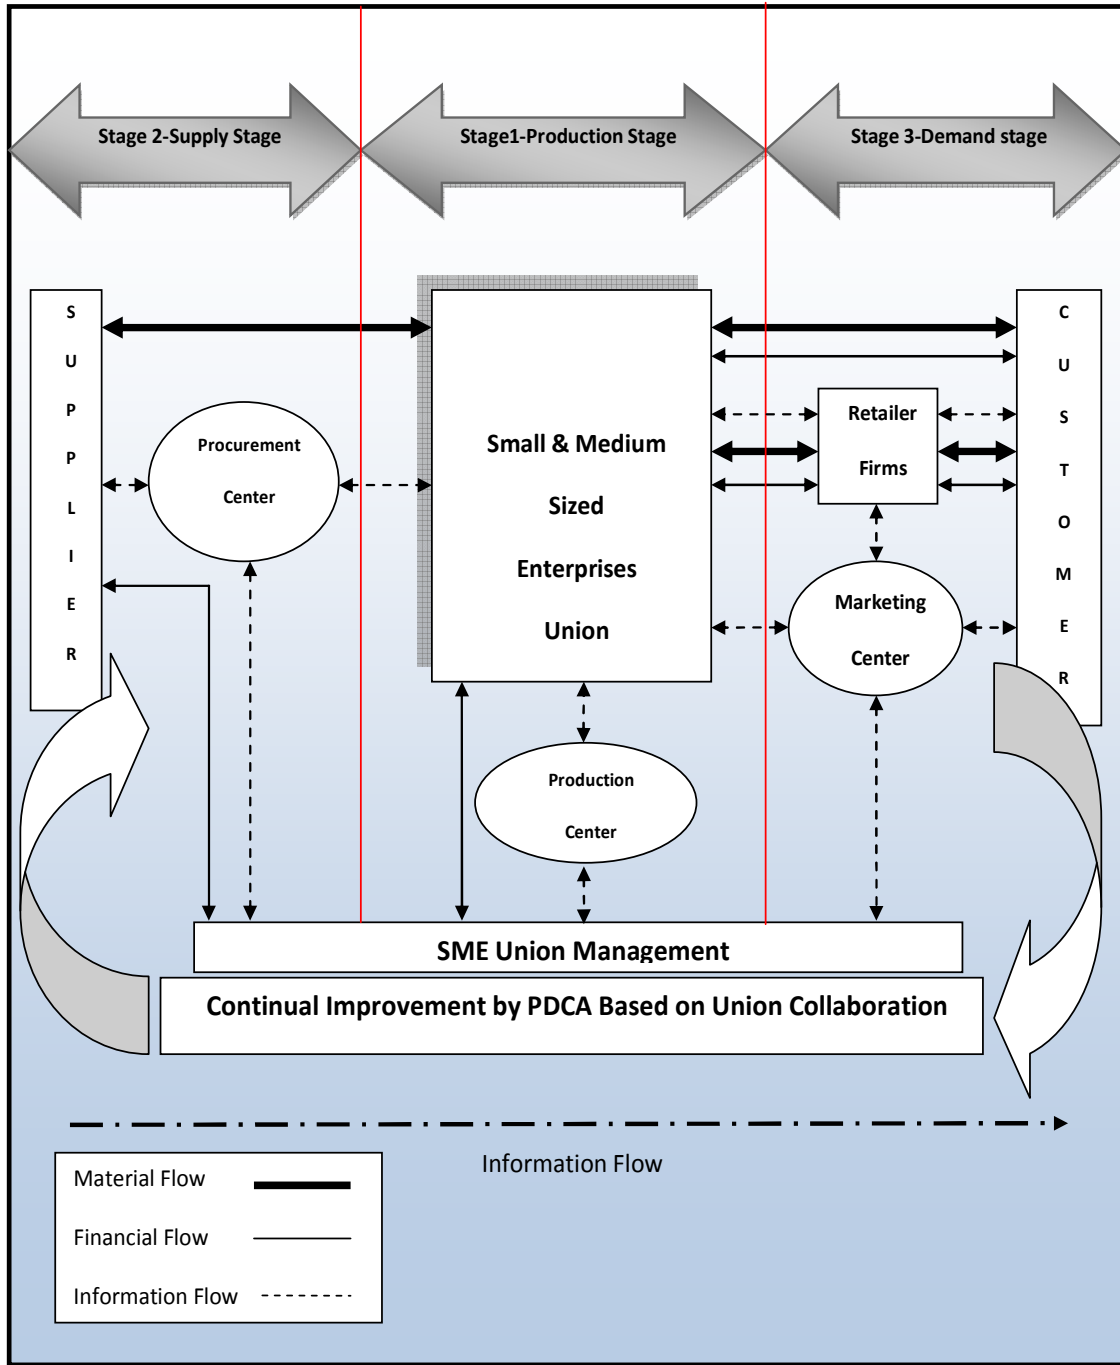 Stage 2-Supply Stage
Stage1-Production Stage
Stage 3-Demand stage
S
U
P
P
L
I
E
R
Procurement
Center
Small & Medium
Sized
Enterprises
Union
Retailer
Firms
Marketing
Center
C
U
S
T
O
M
E
R
Production
Center
SME Union Management
Continual Improvement by PDCA Based on Union Collaboration
Information Flow
Material Flow
Financial Flow
Information Flow